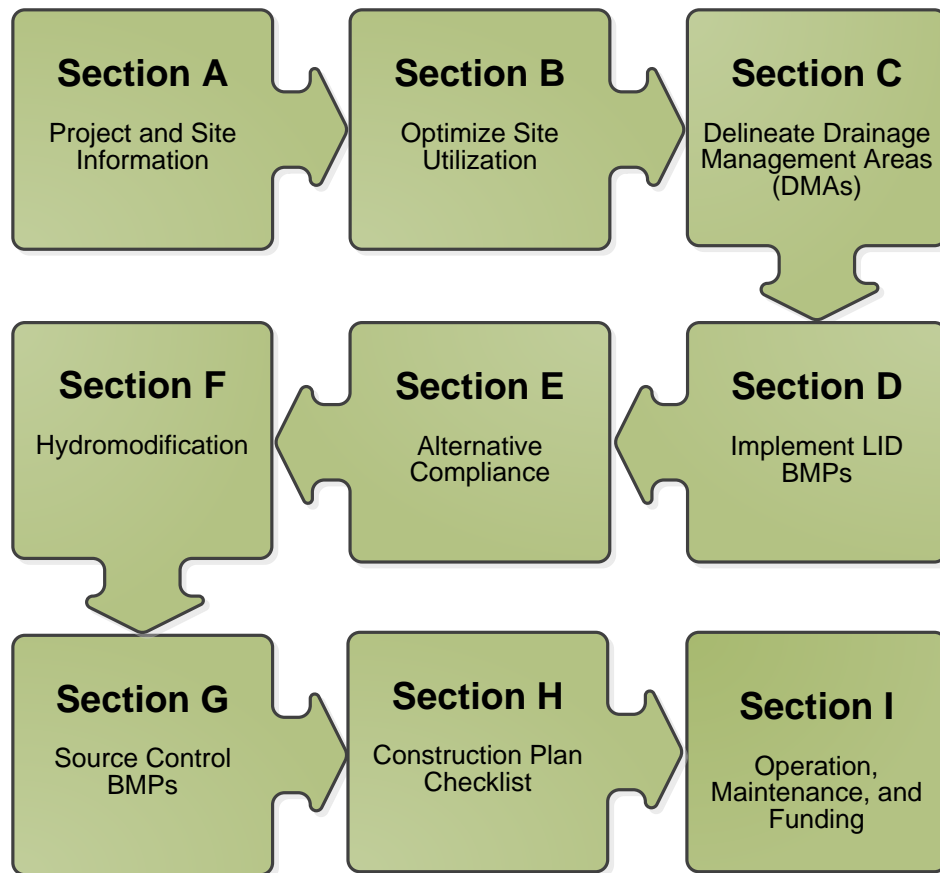 Section A
Project and Site
Information
Section B
Optimize Site
Utilization
Section C
Delineate Drainage
Management Areas
(DMAs)
Section D
Implement LID
BMPs
Section E
Alternative
Compliance
Section F
Hydromodification
Section G
Source Control
BMPs
Section H
Construction Plan
Checklist
Section I
Operation,
Maintenance, and
Funding